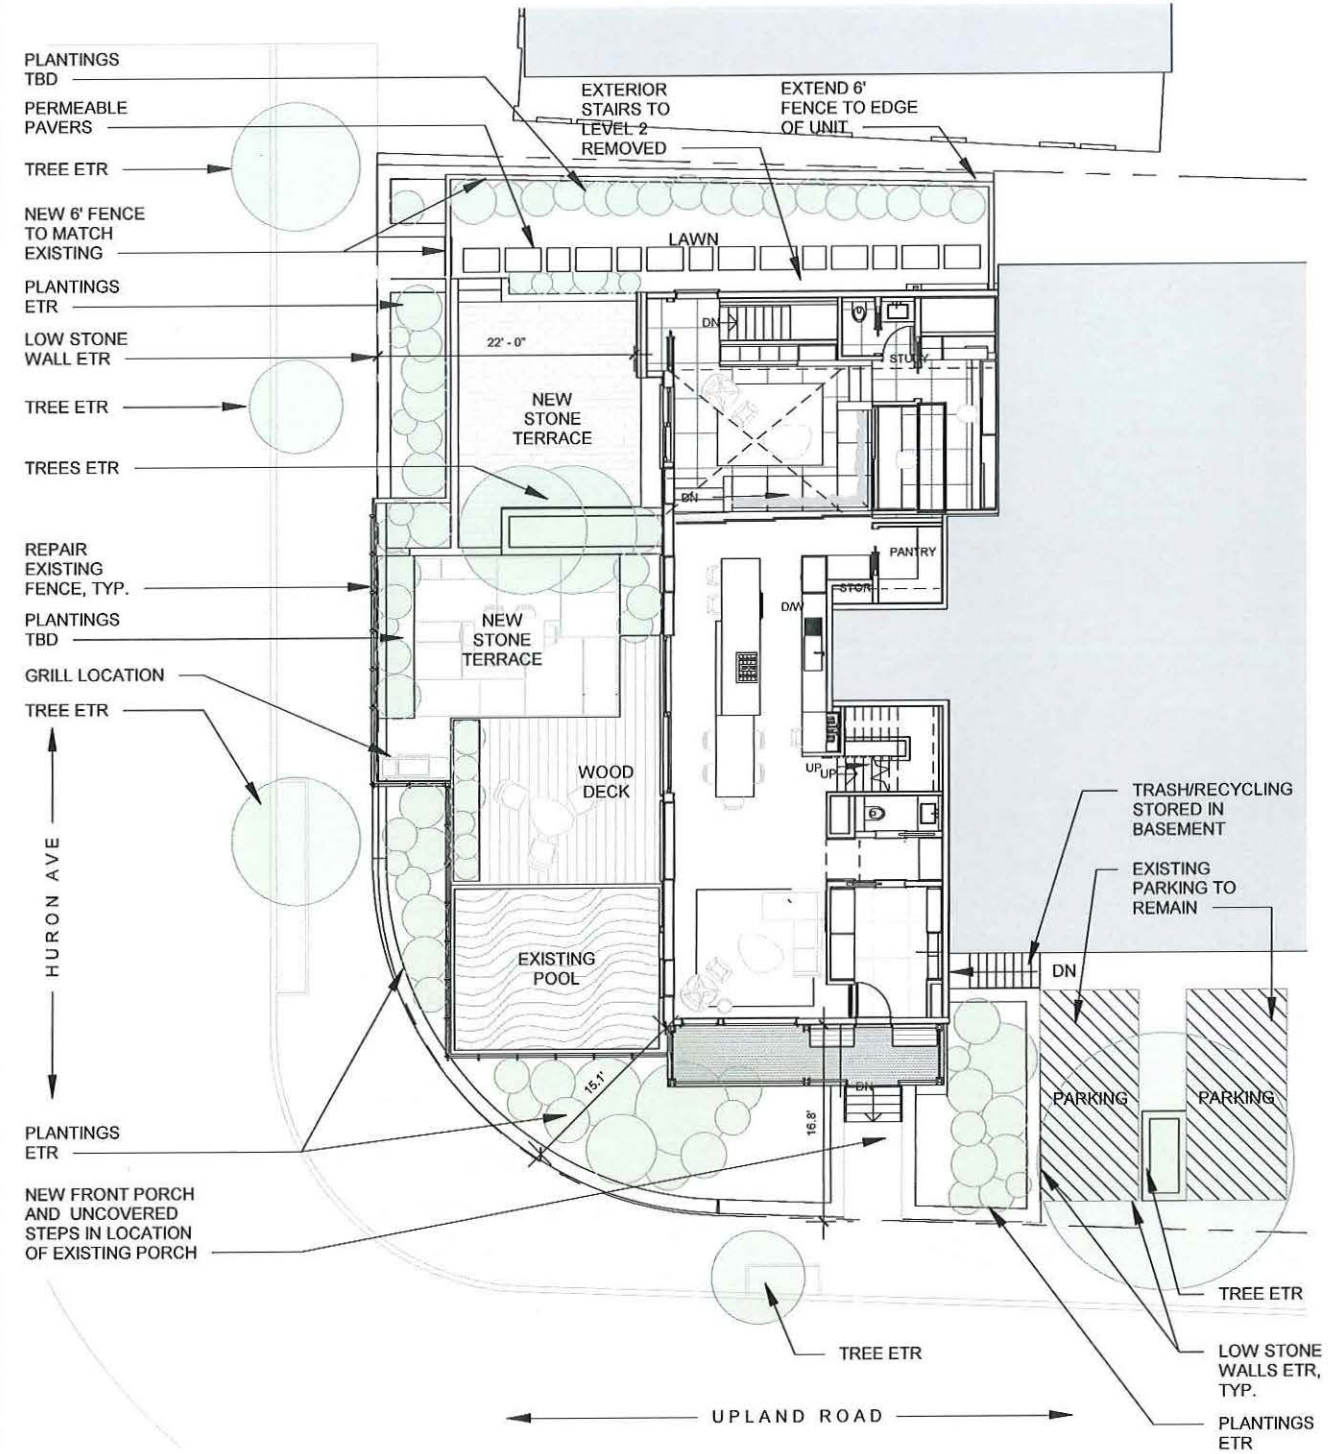 PLANTINGS
TBD
PERMEABLE
PAVERS
TREE ETR
NEW 6' FENCE
TO MATCH
EXISTING
PLANTINGS
ETR
LOW STONE
WALL ETR
TREE ETR
TREES ETR
REPAIR
EXISTING
FENCE, TYP.
PLANTINGS
TBD
GRILL LOCATION
TREE ETR
HURON AVE
PLANTINGS
ETR
NEW FRONT PORCH
AND UNCOVERED
STEPS IN LOCATION
OF EXISTING PORCH
EXTERIOR
STAIRS TO
LEVEL 2
REMOVED
EXTEND 6'
FENCE TO EDGE
OF UNIT
LAWN
22' - 0"
DN
STUDY
NEW
STONE
TERRACE
DN
PANTRY
STOR
D/W
NEW
STONE
TERRACE
WOOD
DECK
UP
UP
EXISTING
POOL
15.1'
16.8'
DN
TRASH/RECYCLING
STORED IN
BASEMENT
EXISTING
PARKING TO
REMAIN
DN
PARKING
PARKING
TREE ETR
TREE ETR
LOW STONE
WALLS ETR,
TYP.
PLANTINGS
ETR
UPLAND ROAD